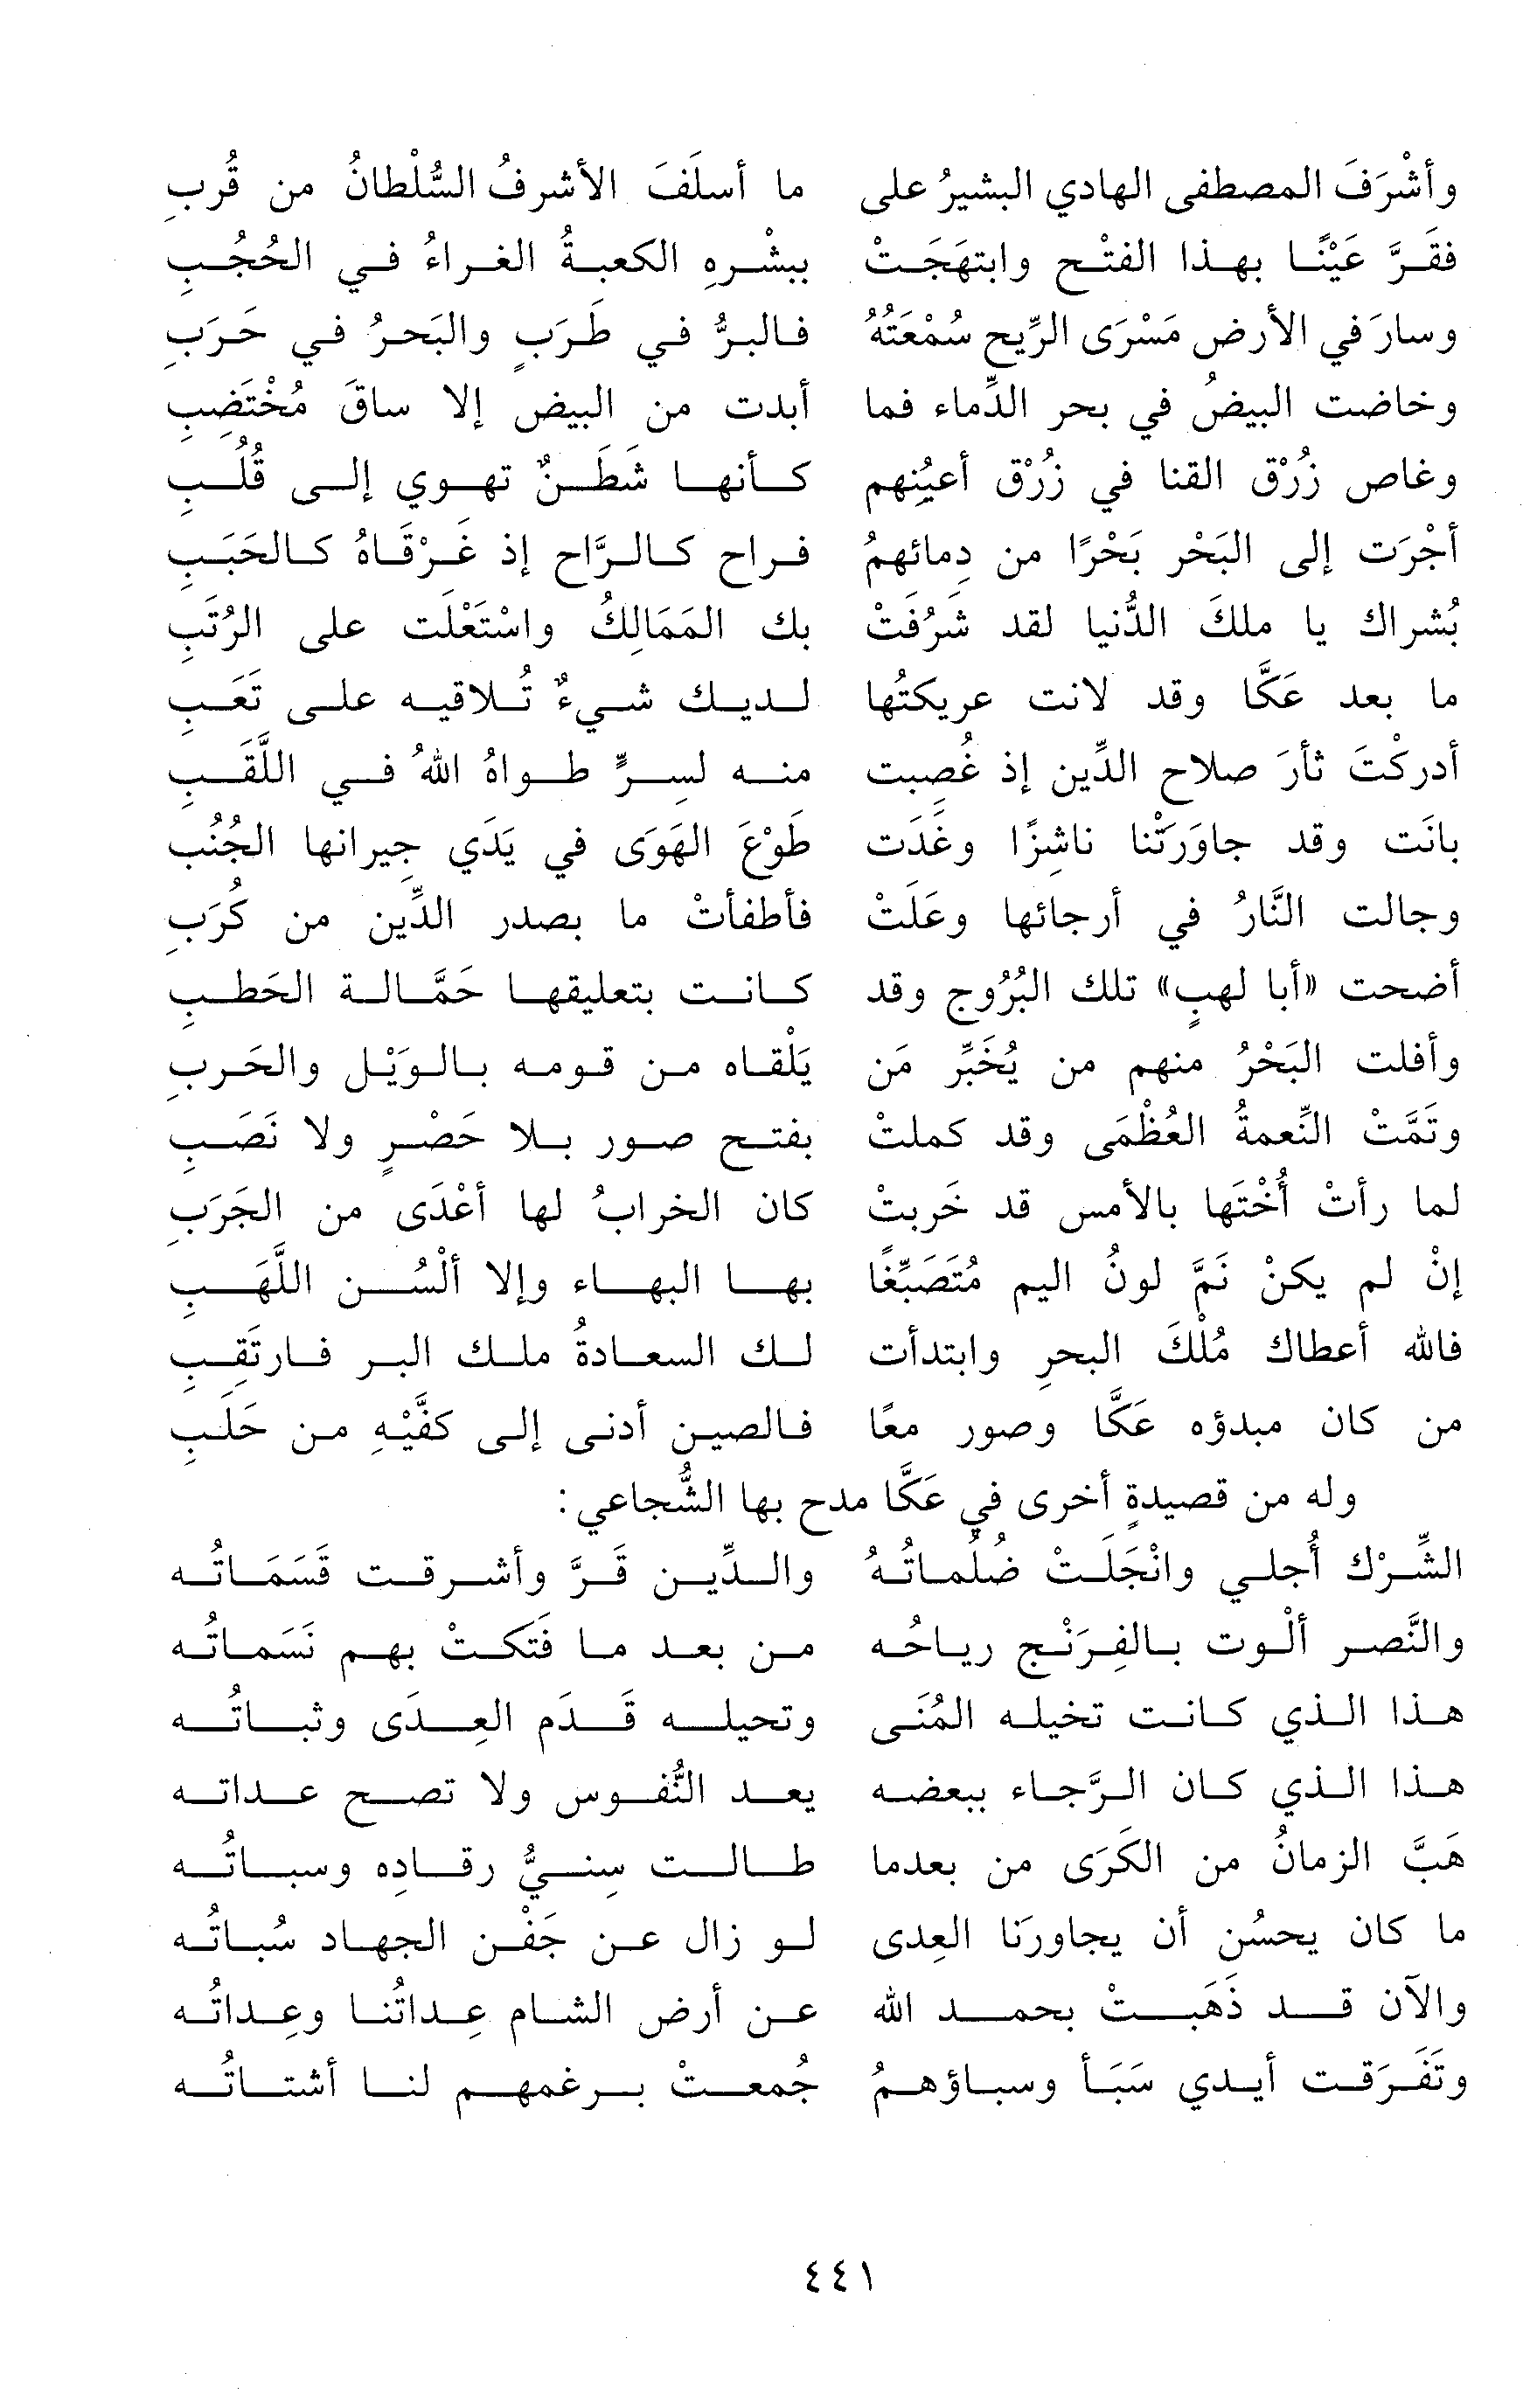 وأشْرَفَ المصطفى الهادي البشيرُ على ما أسلَفَ الأشرفُ السُّلْطانُ من قُربِ
فقَرَّ عَيْنًا بهذا الفتْح وابتهَجَتْ ببشْرهِ الكعبةُ الغراءُ في الحُجُبِ
وسارَ في الأرض مَسْرَى الرِّيح سُمْعَتُهُ فالبرُّ في طَرَبٍ والبَحرُ في حَرَبِ
وخاضت البيضُ في بحر الدِّماء فما أبدت من البيض إلا ساقَ مُخْتَضِبِ
وغاص زُرْق القنا في زُرْق أعيُنِهم كأنها شَطَنٌ تهوي إلى قُلُبِ
أجْرَت إلى البَحْر بَحْرًا من دِمائهمُ فراح كالرَّاح إذ غَرْقَاهُ كالحَبَبِ
بُشراك يا ملكَ الدُّنيا لقد شَرُفَتْ بك المَمَالِكُ واسْتَعْلَت على الرُتَبِ
ما بعد عَكَّا وقد لانت عريكتُها لديك شيءٌ تُلاقيه على تَعَبِ
أدركْتَ ثأرَ صلاح الدِّين إذ غُصِبت منه لسِرٍّ طواهُ اللهُ في اللَّقَبِ
بانَت وقد جاوَرَتْنا ناشِزًا وغَدَت طَوْعَ الهَوَى في يَدَي جِيرانها الجُنُب
وجالت النَّارُ في أرجائها وعَلَتْ فأطفأتْ ما بصدر الدِّين من كُرَبِ
أضحت «أبا لهبٍ» تلك البُرُوج وقد كانت بتعليقها حَمَّالة الحَطبِ
وأفلت البَحْرُ منهم من يُخَبِّر مَن يَلْقاه من قومه بالوَيْل والحَربِ
وتَمَّتْ النِّعمةُ العُظْمَى وقد كملتْ بفتح صور بلا حَصْرٍ ولا نَصَبِ
لما رأتْ أُخْتَها بالأمس قد خَربتْ كان الخرابُ لها أعْدَى من الجَرَبِ
إنْ لم يكنْ نَمَّ لونُ اليم مُتَصَبِّغًا بها البهاء وإلا ألْسُن اللَّهَبِ
فالله أعطاك مُلْكَ البحرِ وابتدأت لك السعادةُ ملك البر فارتَقِبِ
من كان مبدؤه عَكَّا وصور معًا فالصين أدنى إلى كفَّيْهِ من حَلَبِ
وله من قصيدةٍ أخرى في عَكَّا مدح بها الشُّجاعي:
الشِّرْك أُجلي وانْجَلَتْ ضُلُماتُهُ والدِّين قَرَّ وأشرقت قَسَمَاتُه
والنَّصر ألْوت بالفِرَنْج رياحُه من بعد ما فَتَكتْ بهم نَسَماتُه
هذا الذي كانت تخيله المُنَى وتحيله قَدَم العِدَى وثباتُه
هذا الذي كان الرَّجاء ببعضه يعد النُّفوس ولا تصح عداته
هَبَّ الزمانُ من الكَرَى من بعدما طالت سِنيُّ رقادِه وسباتُه
ما كان يحسُن أن يجاورَنا العِدى لو زال عن جَفْن الجهاد سُباتُه
والآن قد ذَهَبتْ بحمد الله عن أرض الشام عِداتُنا وعِداتُه
وتَفَرَقت أيدي سَبَأ وسباؤهمُ جُمعتْ برغمهم لنا أشتاتُه
٤٤١